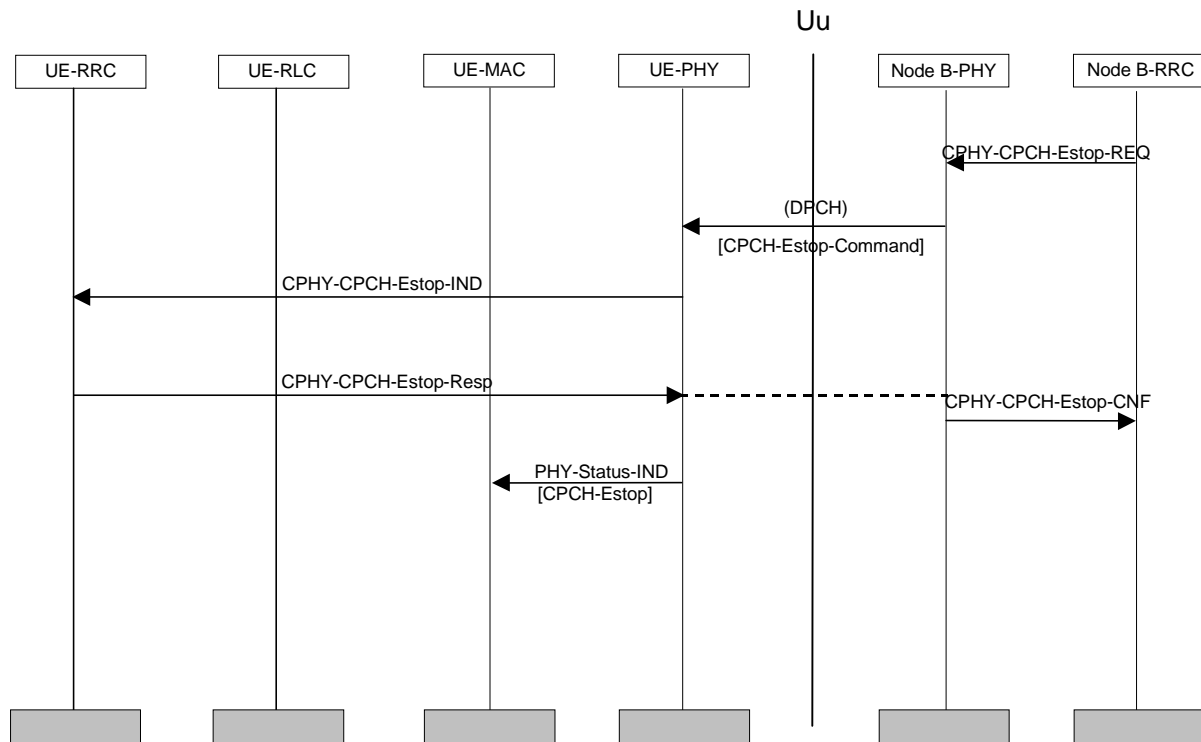 Uu
UE-RRC
UE-RLC
UE-MAC
UE-PHY
Node B-PHY
Node B-RRC
CPHY-CPCH-Estop-REQ
(DPCH)
[CPCH-Estop-Command]
CPHY-CPCH-Estop-IND
CPHY-CPCH-Estop-Resp
CPHY-CPCH-Estop-CNF
PHY-Status-IND
[CPCH-Estop]